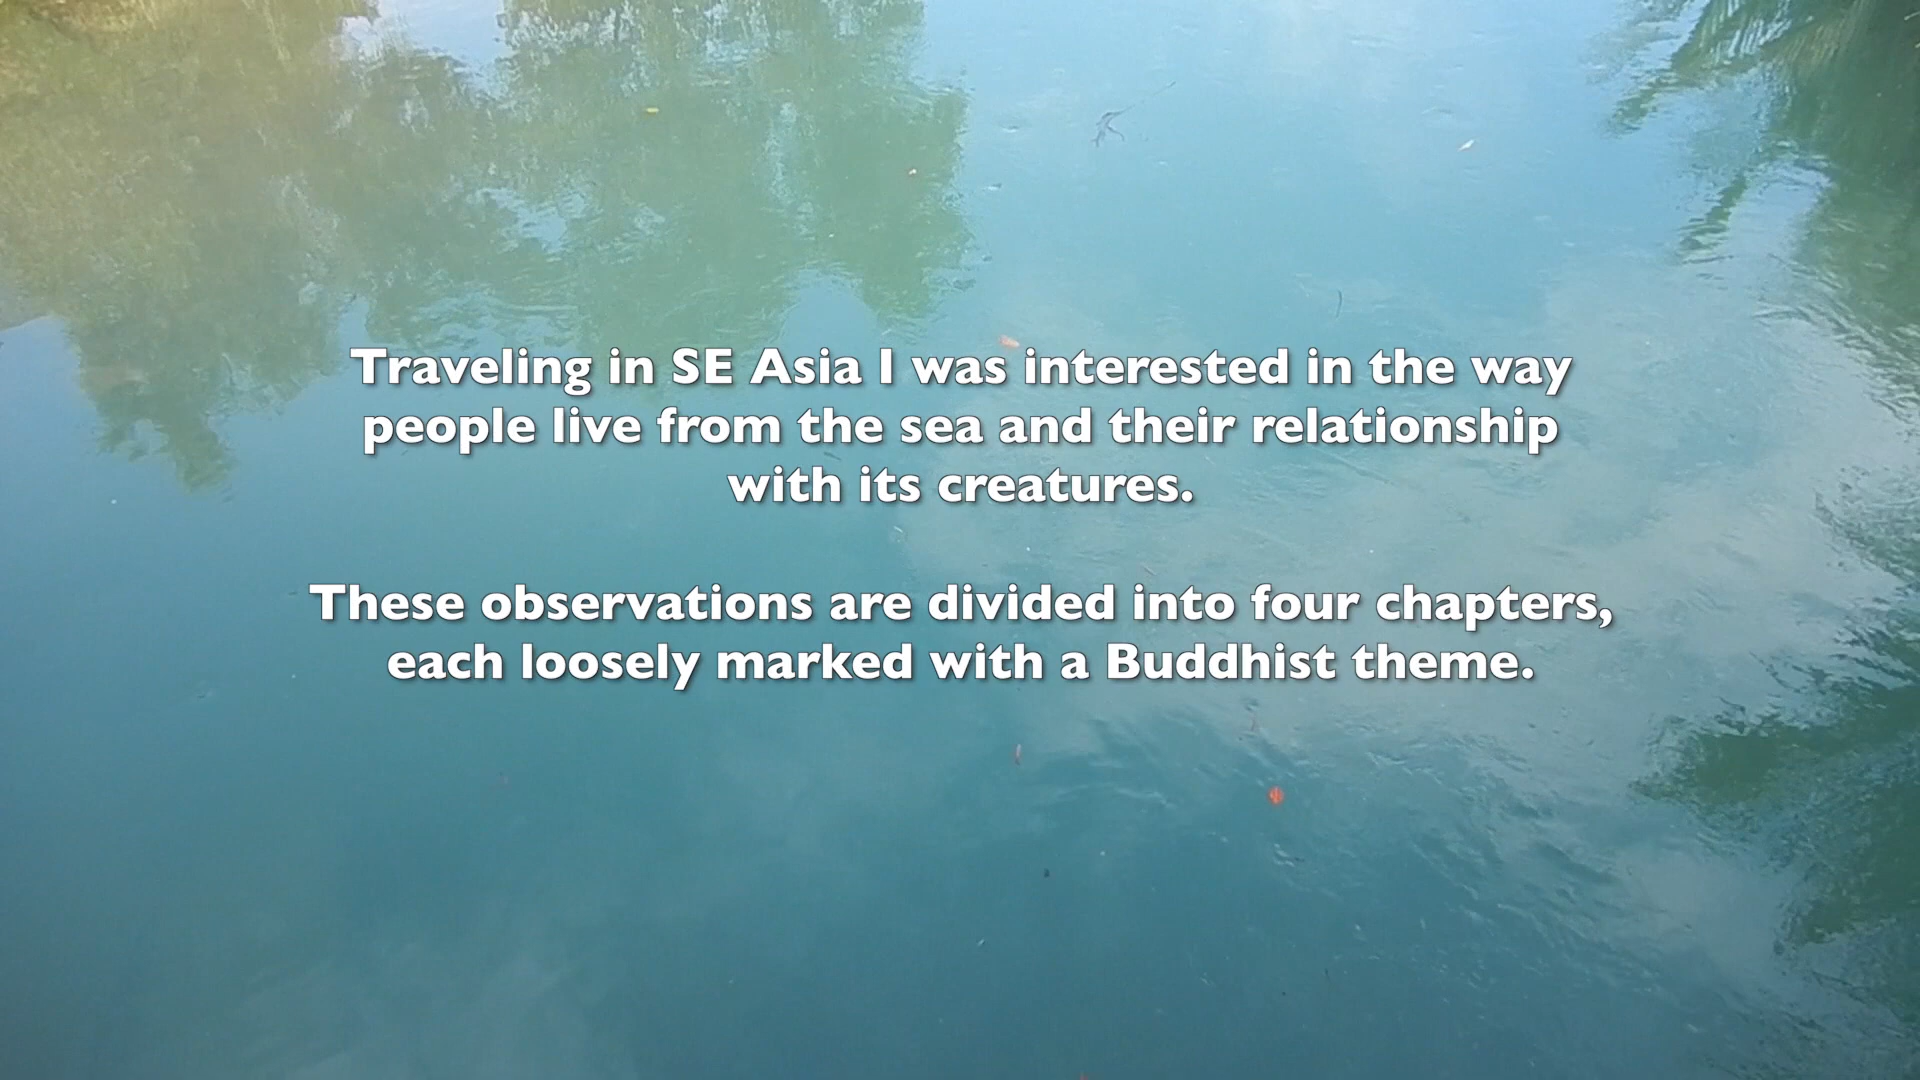 Traveling in SE Asia I was interested in the way
people live from the sea and their relationship
with its creatures.
These observations are divided into four chapters,
each loosely marked with a Buddhist theme.